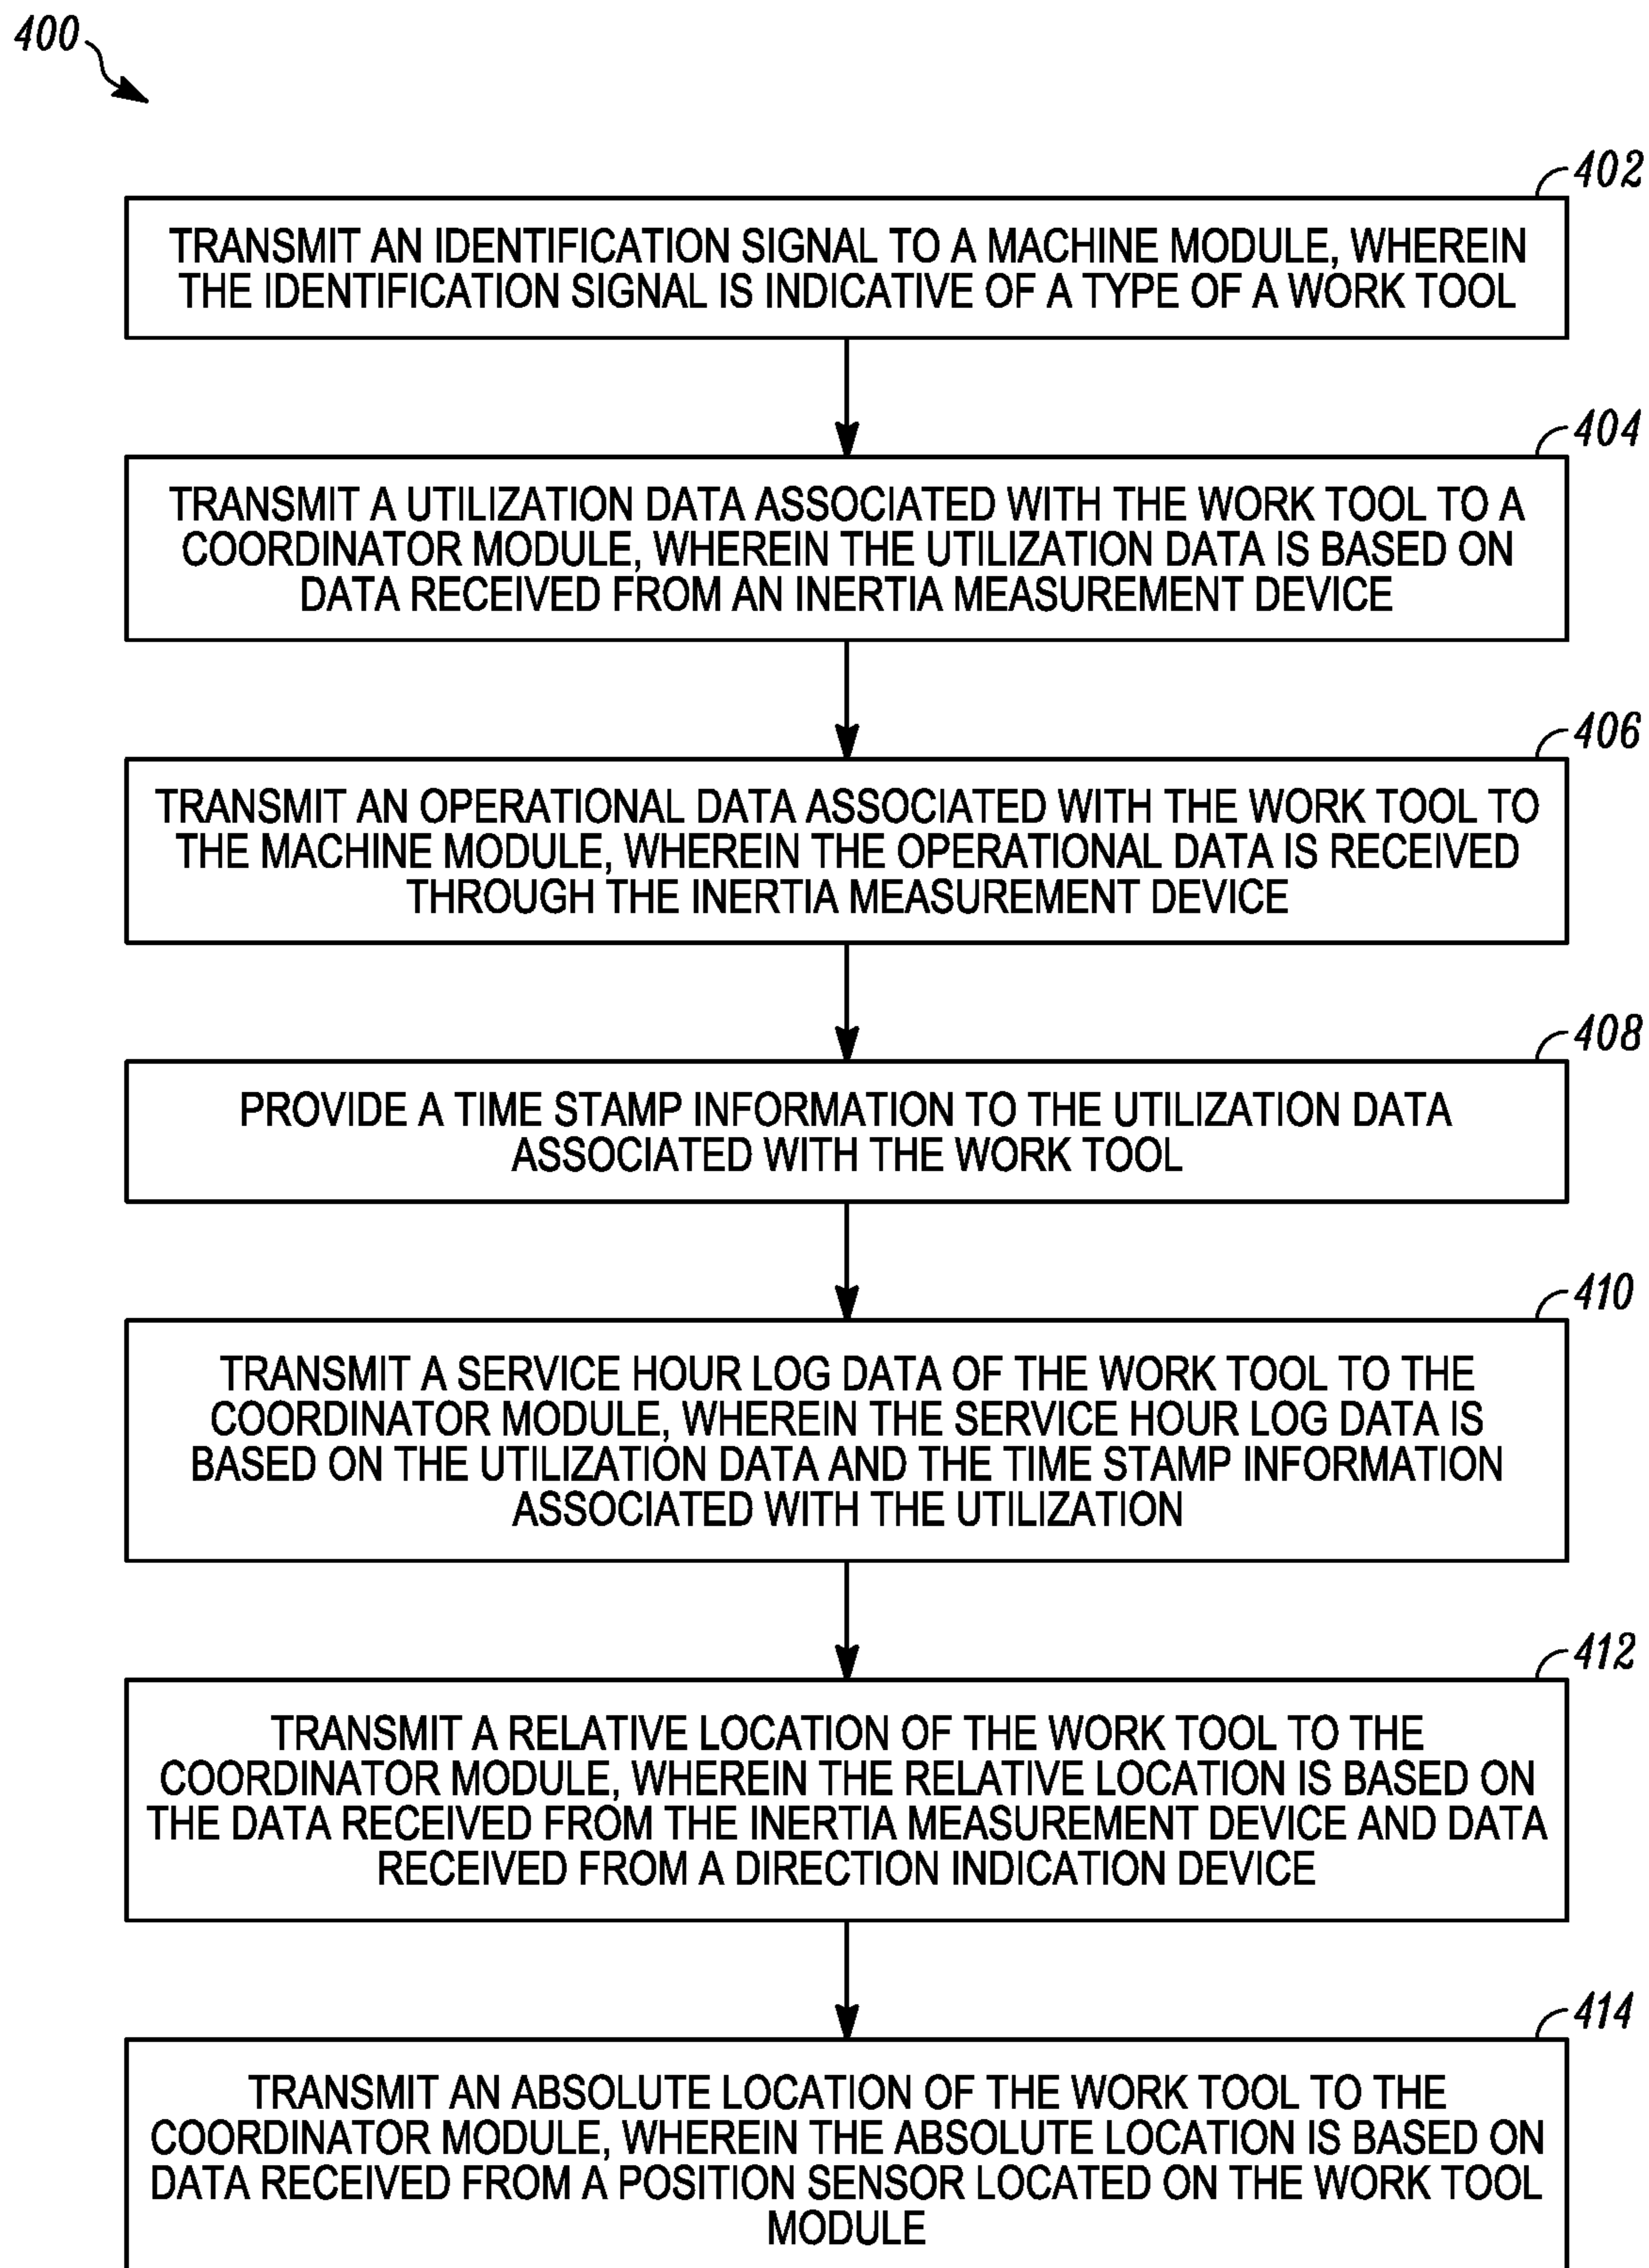 400
402
TRANSMIT AN IDENTIFICATION SIGNAL TO A MACHINE MODULE, WHEREIN
THE IDENTIFICATION SIGNAL IS INDICATIVE OF A TYPE OF A WORK TOOL
404
TRANSMIT A UTILIZATION DATA ASSOCIATED WITH THE WORK TOOL TO A
COORDINATOR MODULE, WHEREIN THE UTILIZATION DATA IS BASED ON
DATA RECEIVED FROM AN INERTIA MEASUREMENT DEVICE
406
TRANSMIT AN OPERATIONAL DATA ASSOCIATED WITH THE WORK TOOL TO
THE MACHINE MODULE, WHEREIN THE OPERATIONAL DATA IS RECEIVED
THROUGH THE INERTIA MEASUREMENT DEVICE
408
PROVIDE A TIME STAMP INFORMATION TO THE UTILIZATION DATA
ASSOCIATED WITH THE WORK TOOL
410
TRANSMIT A SERVICE HOUR LOG DATA OF THE WORK TOOL TO THE
COORDINATOR MODULE, WHEREIN THE SERVICE HOUR LOG DATA IS
BASED ON THE UTILIZATION DATA AND THE TIME STAMP INFORMATION
ASSOCIATED WITH THE UTILIZATION
412
TRANSMIT A RELATIVE LOCATION OF THE WORK TOOL TO THE
COORDINATOR MODULE, WHEREIN THE RELATIVE LOCATION IS BASED ON
THE DATA RECEIVED FROM THE INERTIA MEASUREMENT DEVICE AND DATA
RECEIVED FROM A DIRECTION INDICATION DEVICE
414
TRANSMIT AN ABSOLUTE LOCATION OF THE WORK TOOL TO THE
COORDINATOR MODULE, WHEREIN THE ABSOLUTE LOCATION IS BASED ON
DATA RECEIVED FROM A POSITION SENSOR LOCATED ON THE WORK TOOL
MODULE